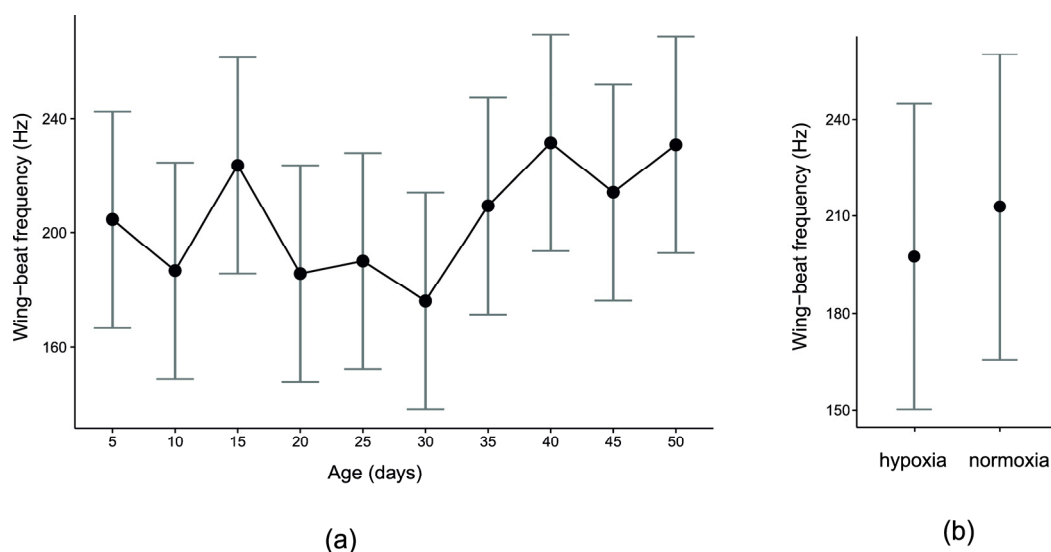 Wing−beat frequency (Hz)
240
200
160
5 10 15 20 25 30 35 40 45 50
Age (days)
(a)
Wing−beat frequency (Hz)
240
210
180
150
hypoxia normoxia
(b)